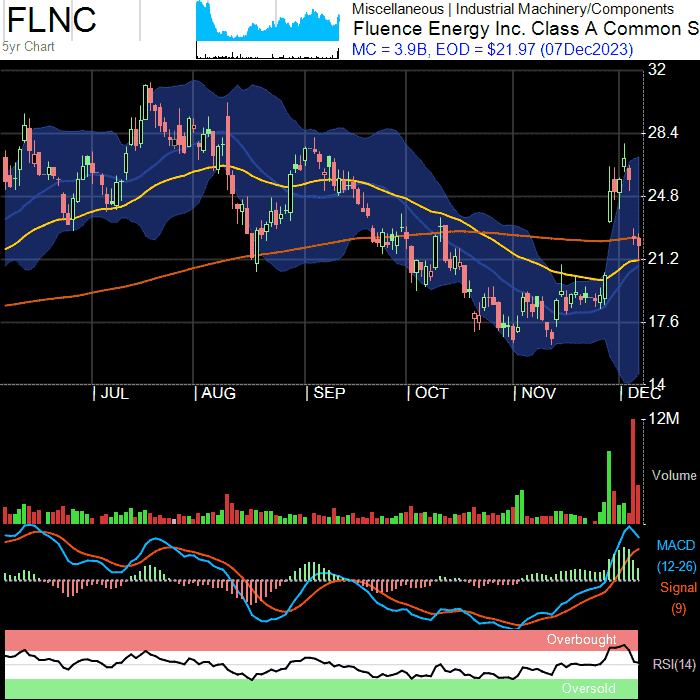 FLNC
5yr Chart
Miscellaneous | Industrial Machinery/Components
Fluence Energy Inc. Class A Common S
MC = 3.9B, EOD = $21.97 (07Dec2023)
32
28.4
24.8
21.2
17.6
14
| JUL | AUG | SEP | OCT | NOV | DEC
12M
Volume
MACD
(12-26)
Signal
(9)
Overbought
RSI(14)
Oversold